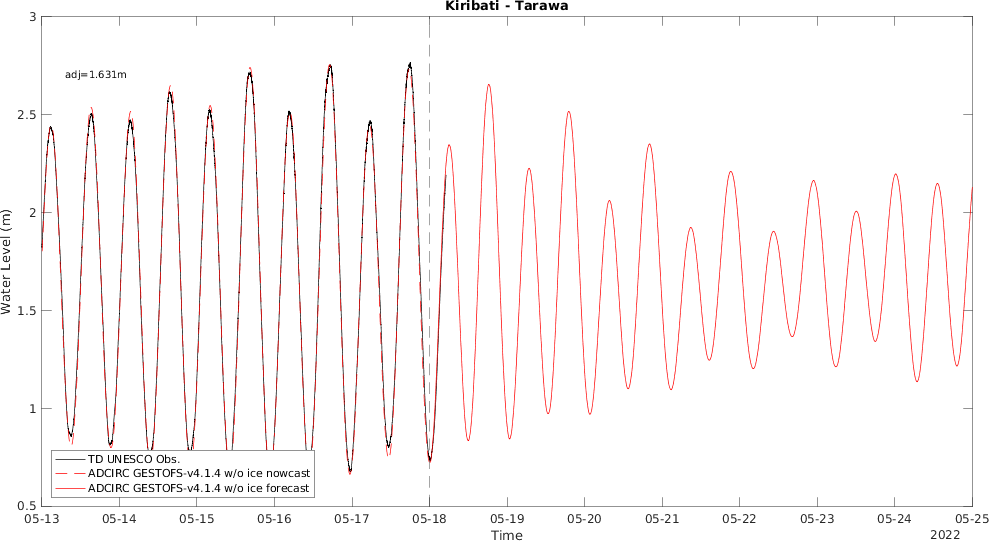 Kiribati - Tarawa
adj=1.631m
Water Level (m)
3
2.5
2
1.5
1
0.5
TD UNESCO Obs.
ADCIRC GESTOFS-v4.1.4 w/o ice nowcast
ADCIRC GESTOFS-v4.1.4 w/o ice forecast
05-13 05-14 05-15 05-16 05-17 05-18 05-19 05-20 05-21 05-22 05-23 05-24 05-25
Time
2022